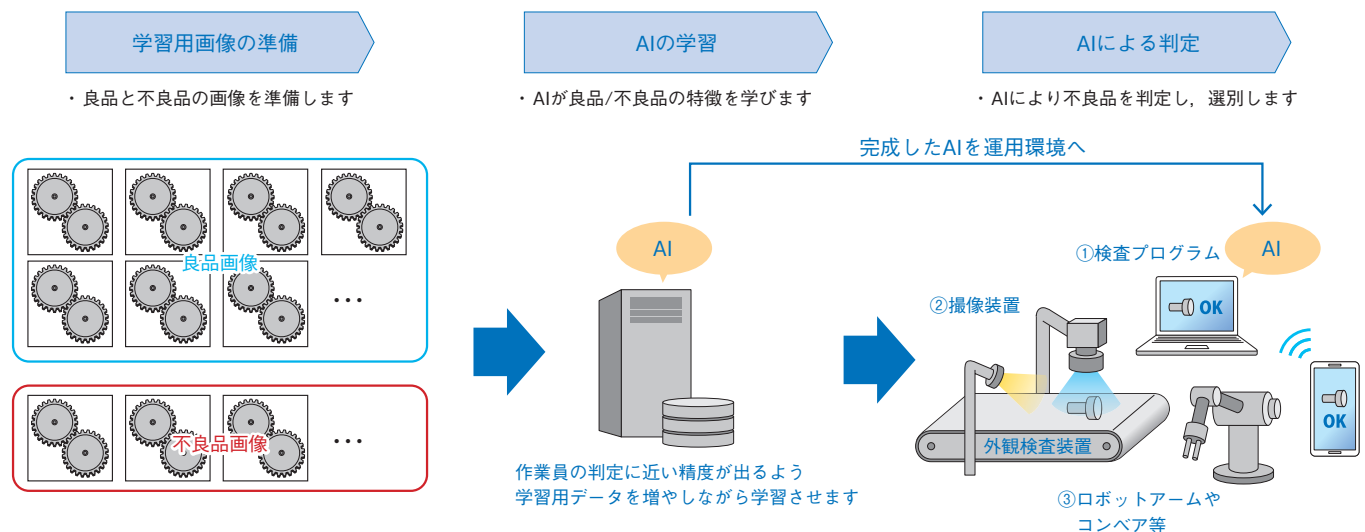 学習用画像の準備
AIの学習
AIによる判定
・良品と不良品の画像を準備します
・AIが良品/不良品の特徴を学びます
・AIにより不良品を判定し，選別します
完成したAIを運用環境へ
良品画像
…
不良品画像
…
AI
作業員の判定に近い精度が出るよう
学習用データを増やしながら学習させます
AI
①検査プログラム
OK
②撮像装置
OK
外観検査装置
③ロボットアームや
コンベア等